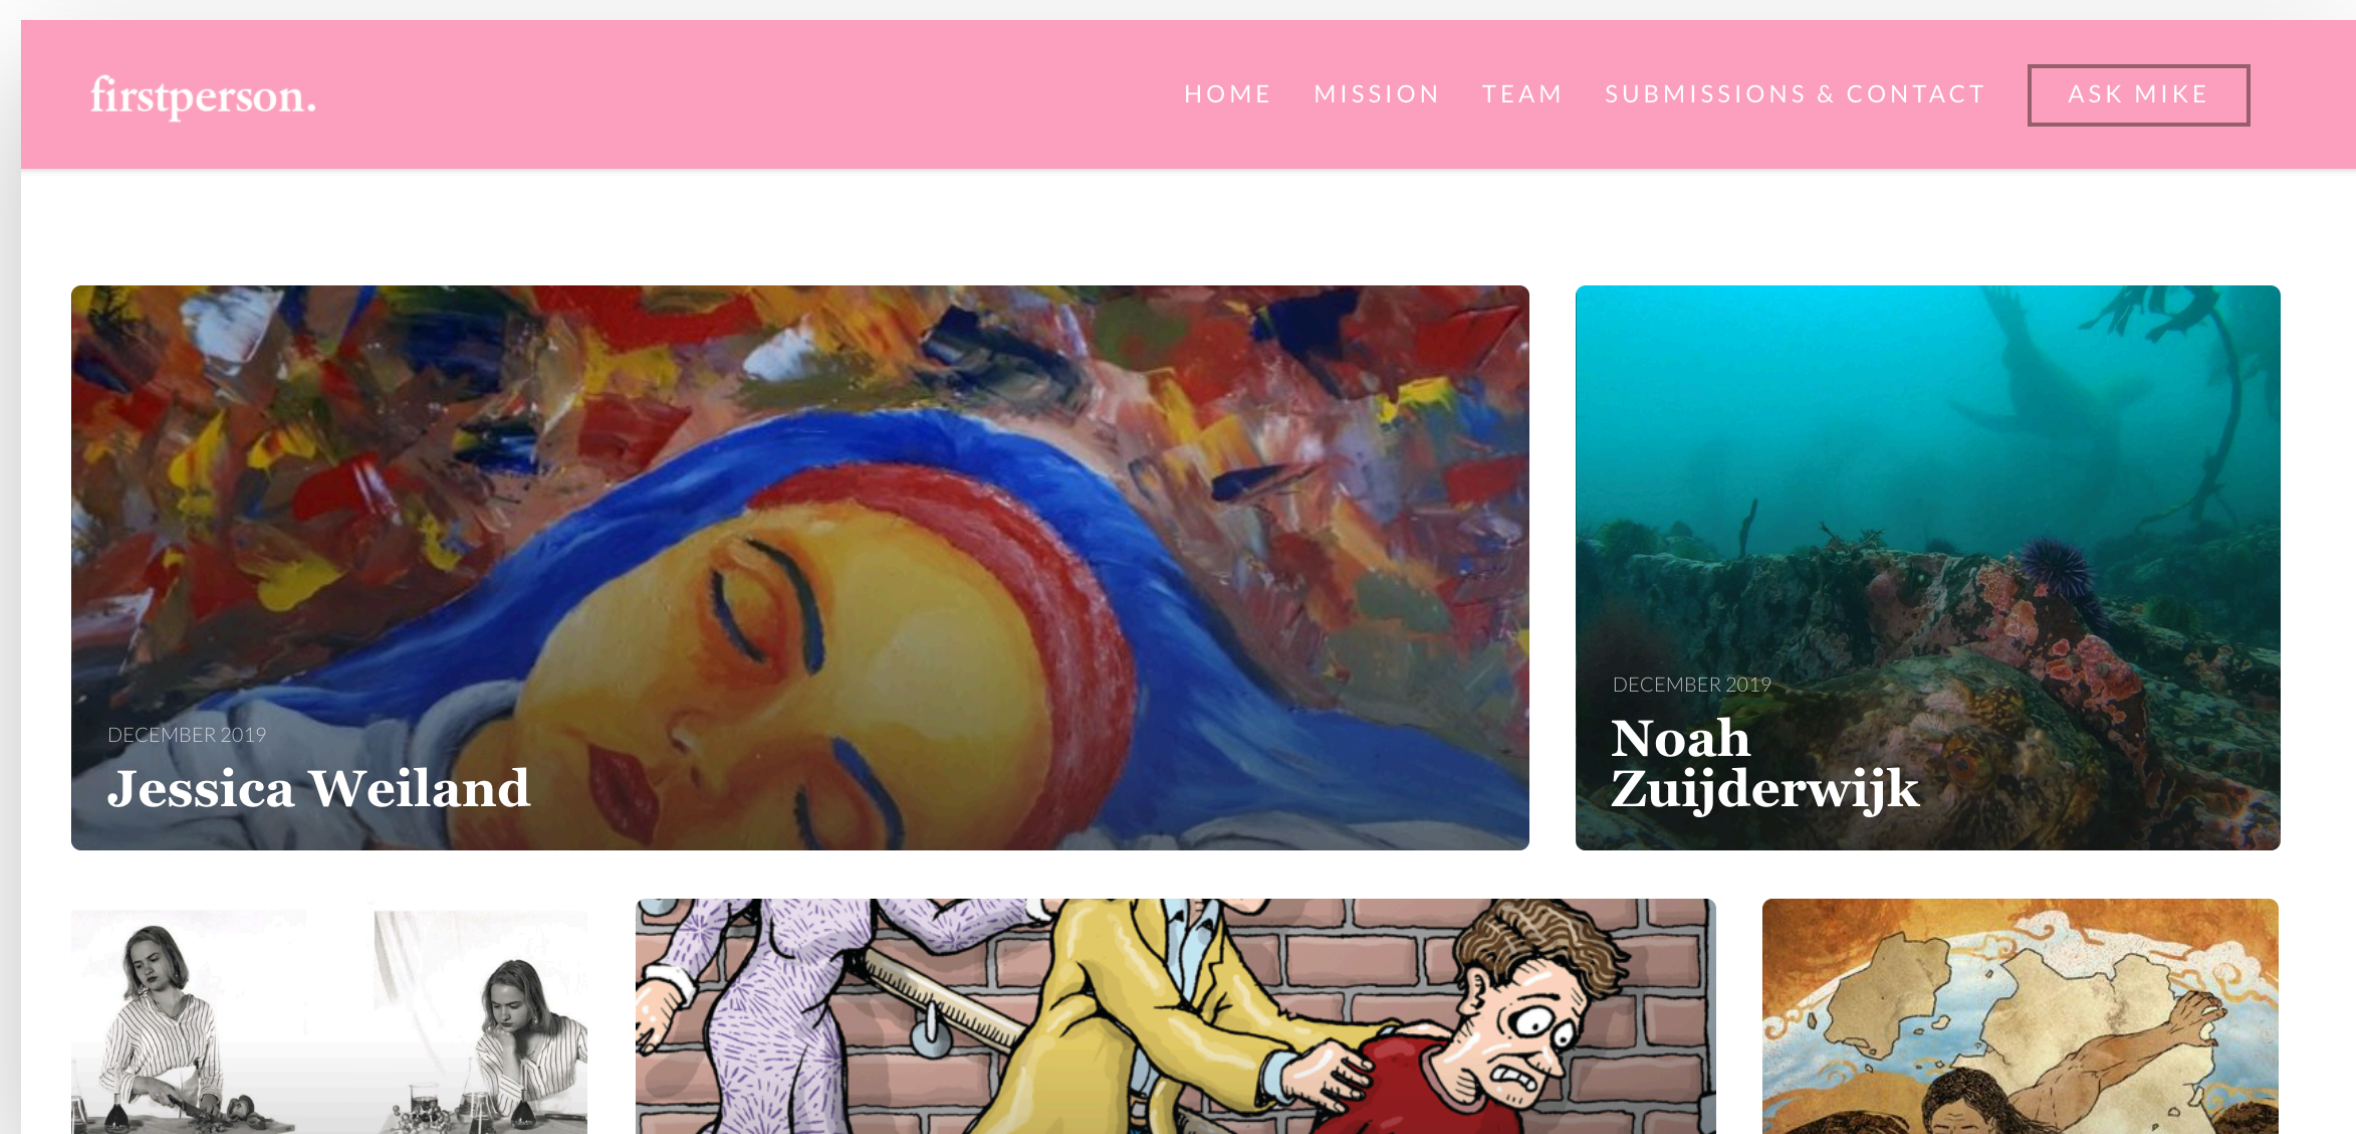 firstperson.
HOME MISSION TEAM SUBMISSIONS & CONTACT ASK MIKE
DECEMBER 2019
Jessica Weiland
DECEMBER 2019
Noah
Zuijderwijk